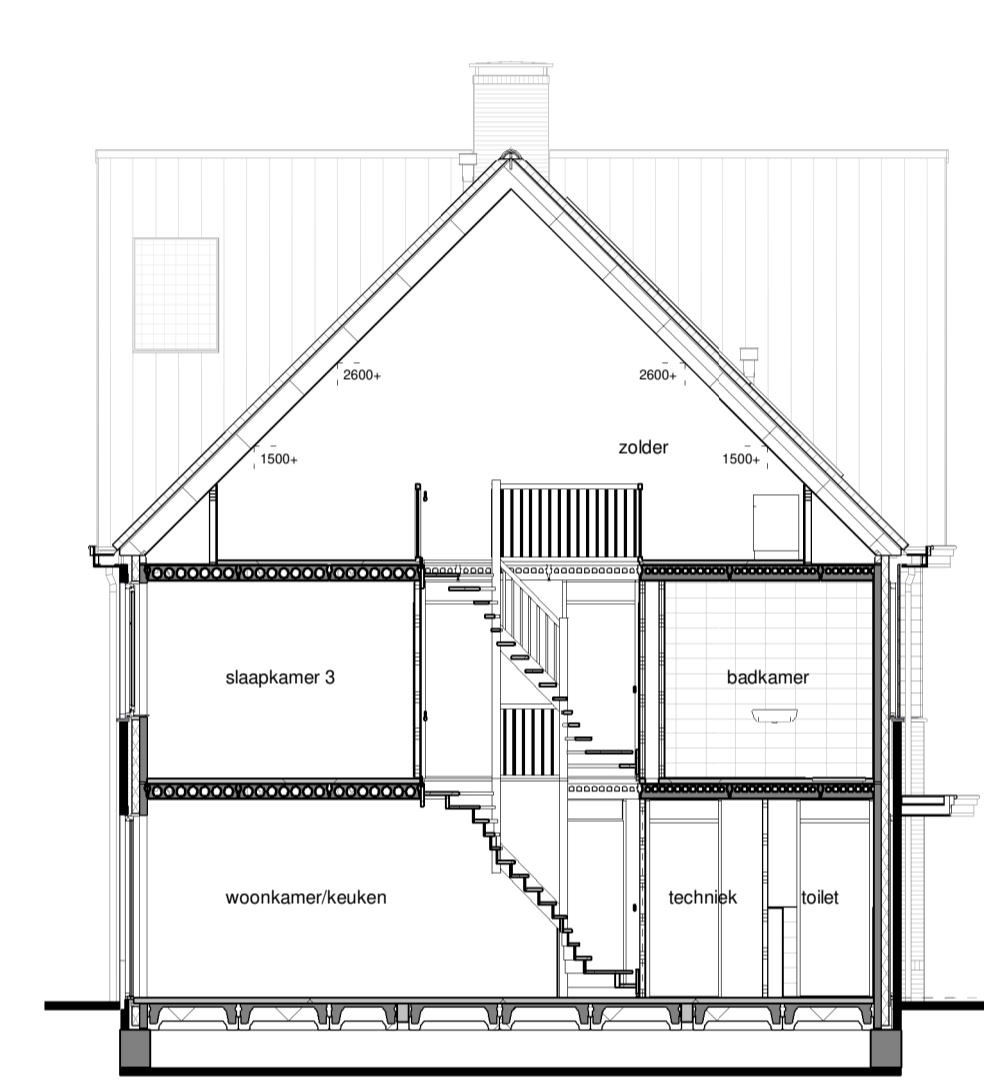 2600+ 2600+
zolder
1500+ 1500+
slaapkamer 3 badkamer
woonkamer/keuken techniek toilet